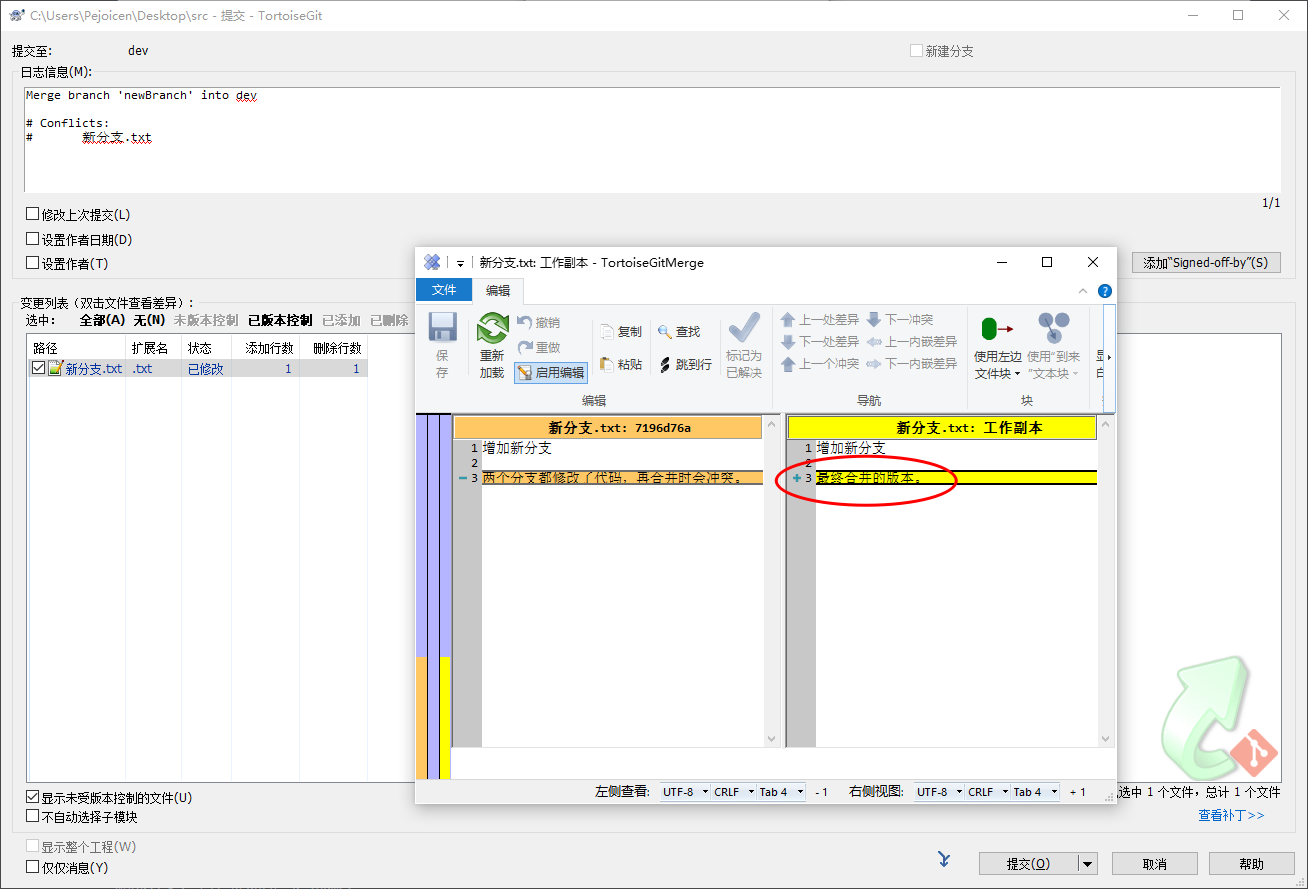 C:\Users\Pejoicen\Desktop\src - 提交 - TortoiseGit
提交至:
dev
新建分支
日志信息(M):
Merge branch 'newBranch' into dev
# Conflicts:
# 新分支.txt
1/1
修改上次提交(L)
设置作者日期(D)
设置作者(T)
添加“Signed-off-by”(S)
变更列表（双击文件查看差异）:
选中: 全部(A) 无(N) 未版本控制 已版本控制 已添加 已删除
路径 扩展名 状态 添加行数 删除行数
新分支.txt .txt 已修改 1 1
新分支.txt: 工作副本 - TortoiseGitMerge
文件 编辑
保存
重新加载
撤销
重做
启用编辑
复制
粘贴
查找
跳到行
标记为已解决
编辑
上一处差异 下一冲突
下一处差异 上一内嵌差异
上一个冲突 下一内嵌差异
导航
使用左边文件块
使用“到来”文本块
块
新分支.txt: 7196d76a
1 增加新分支
2
3 两个分支都修改了代码，再合并时会冲突。
新分支.txt: 工作副本
1 增加新分支
2
3 最终合并的版本。
左侧查看: UTF-8 CRLF Tab 4 - 1 右侧视图: UTF-8 CRLF Tab 4 + 1
选中 1 个文件，总计 1 个文件
显示未受版本控制的文件(U)
不自动选择子模块
查看补丁>>
显示整个工程(W)
仅仅消息(Y)
提交(O) 取消 帮助